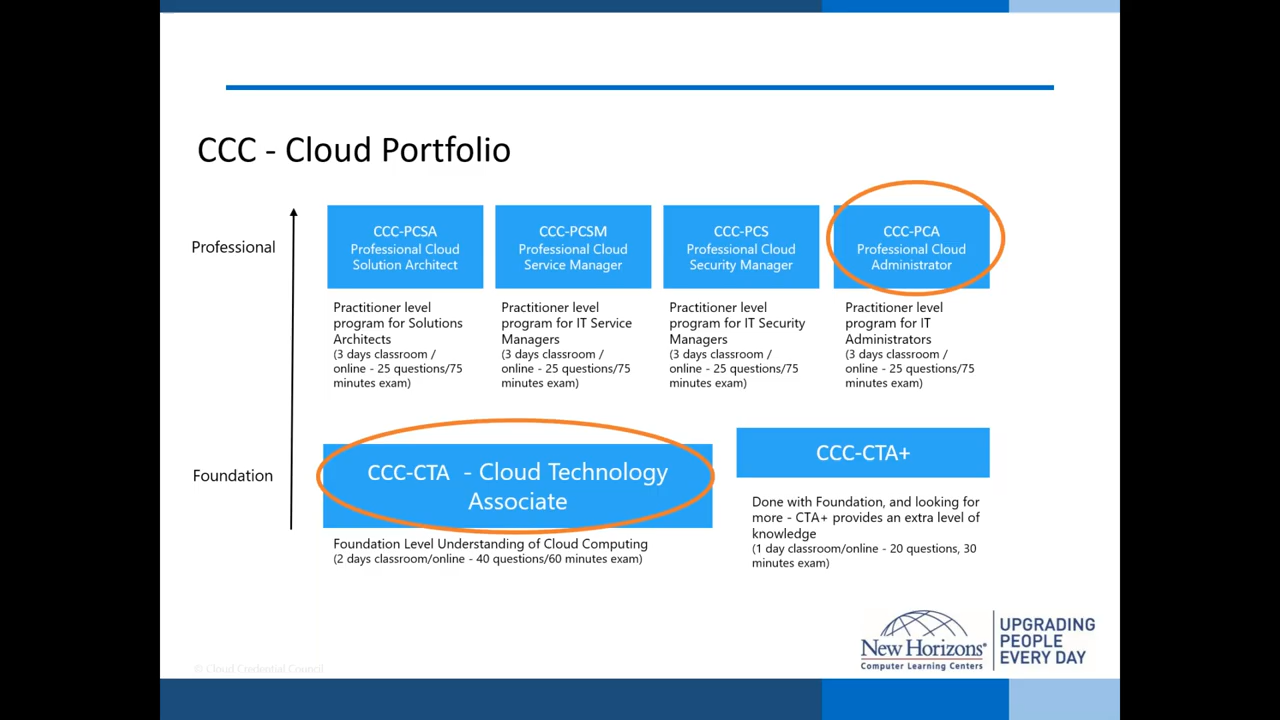 CCC - Cloud Portfolio
Professional
CCC-PCSA
Professional Cloud
Solution Architect
CCC-PCSM
Professional Cloud
Service Manager
CCC-PCS
Professional Cloud
Security Manager
CCC-PCA
Professional Cloud
Administrator
Practitioner level
program for Solutions
Architects
(3 days classroom /
online - 25 questions/75
minutes exam)
Practitioner level
program for IT Service
Managers
(3 days classroom /
online - 25 questions/75
minutes exam)
Practitioner level
program for IT Security
Managers
(3 days classroom /
online - 25 questions/75
minutes exam)
Practitioner level
program for IT
Administrators
(3 days classroom /
online - 25 questions/75
minutes exam)
Foundation
CCC-CTA - Cloud Technology
Associate
Foundation Level Understanding of Cloud Computing
(2 days classroom/online - 40 questions/60 minutes exam)
CCC-CTA+
Done with Foundation, and looking for
more - CTA+ provides an extra level of
knowledge
(1 day classroom/online - 20 questions, 30
minutes exam)
© Cloud Credential Council
New Horizons®
Computer Learning Centers
UPGRADING
PEOPLE
EVERY DAY